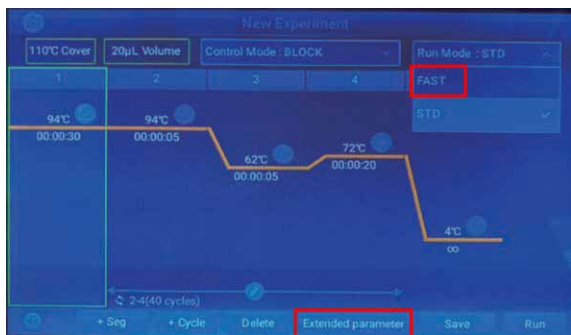 New Experiment
110℃ Cover
20μL Volume
Control Mode : BLOCK
Run Mode : STD
FAST
STD
1
2
3
4
94℃
00:00:30
94℃
00:00:05
62℃
00:00:05
72℃
00:00:20
4℃
∞
2-4(40 cycles)
+ Seg
+ Cycle
Delete
Extended parameter
Save
Run